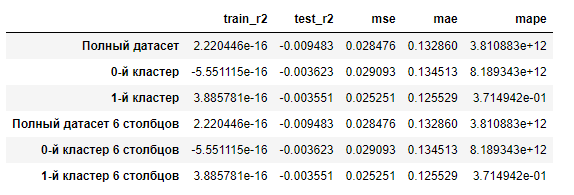 train_r2 test_r2 mse mae mape
Полный датасет 2.220446e-16 -0.009483 0.028476 0.132860 3.810883e+12
0-й кластер -5.551115e-16 -0.003623 0.029093 0.134513 8.189343e+12
1-й кластер 3.885781e-16 -0.003551 0.025251 0.125529 3.714942e-01
Полный датасет 6 столбцов 2.220446e-16 -0.009483 0.028476 0.132860 3.810883e+12
0-й кластер 6 столбцов -5.551115e-16 -0.003623 0.029093 0.134513 8.189343e+12
1-й кластер 6 столбцов 3.885781e-16 -0.003551 0.025251 0.125529 3.714942e-01